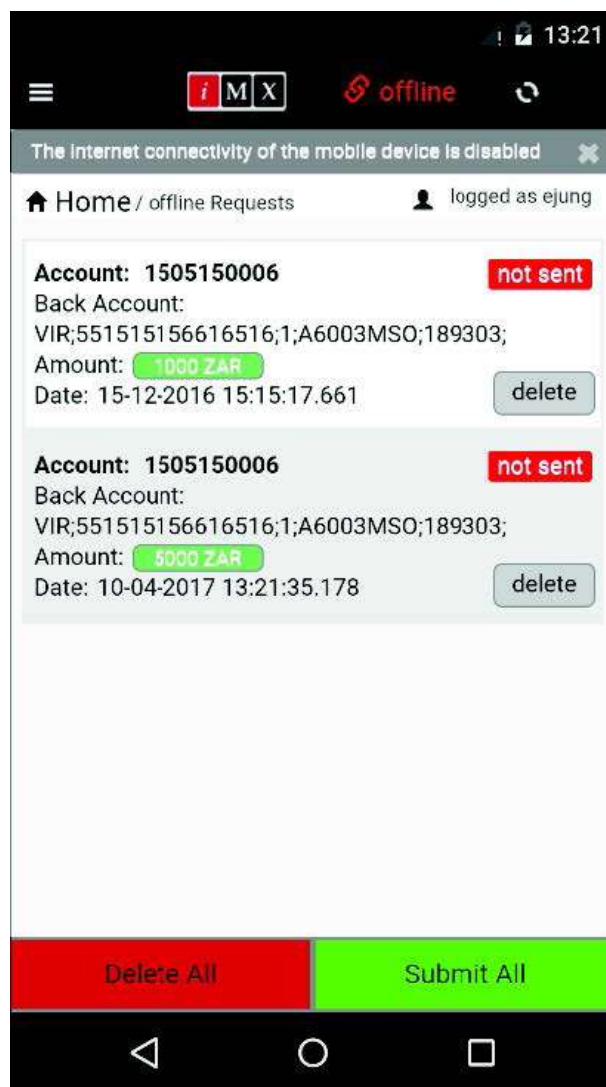 13:21
i M X offline
The internet connectivity of the mobile device is disabled
Home / offline Requests logged as ejung
Account: 1505150006 not sent
Back Account:
VIR;551515156616516;1;A6003MSO;189303;
Amount: 1000 ZAR
Date: 15-12-2016 15:15:17.661 delete
Account: 1505150006 not sent
Back Account:
VIR;551515156616516;1;A6003MSO;189303;
Amount: 5000 ZAR
Date: 10-04-2017 13:21:35.178 delete
Delete All Submit All